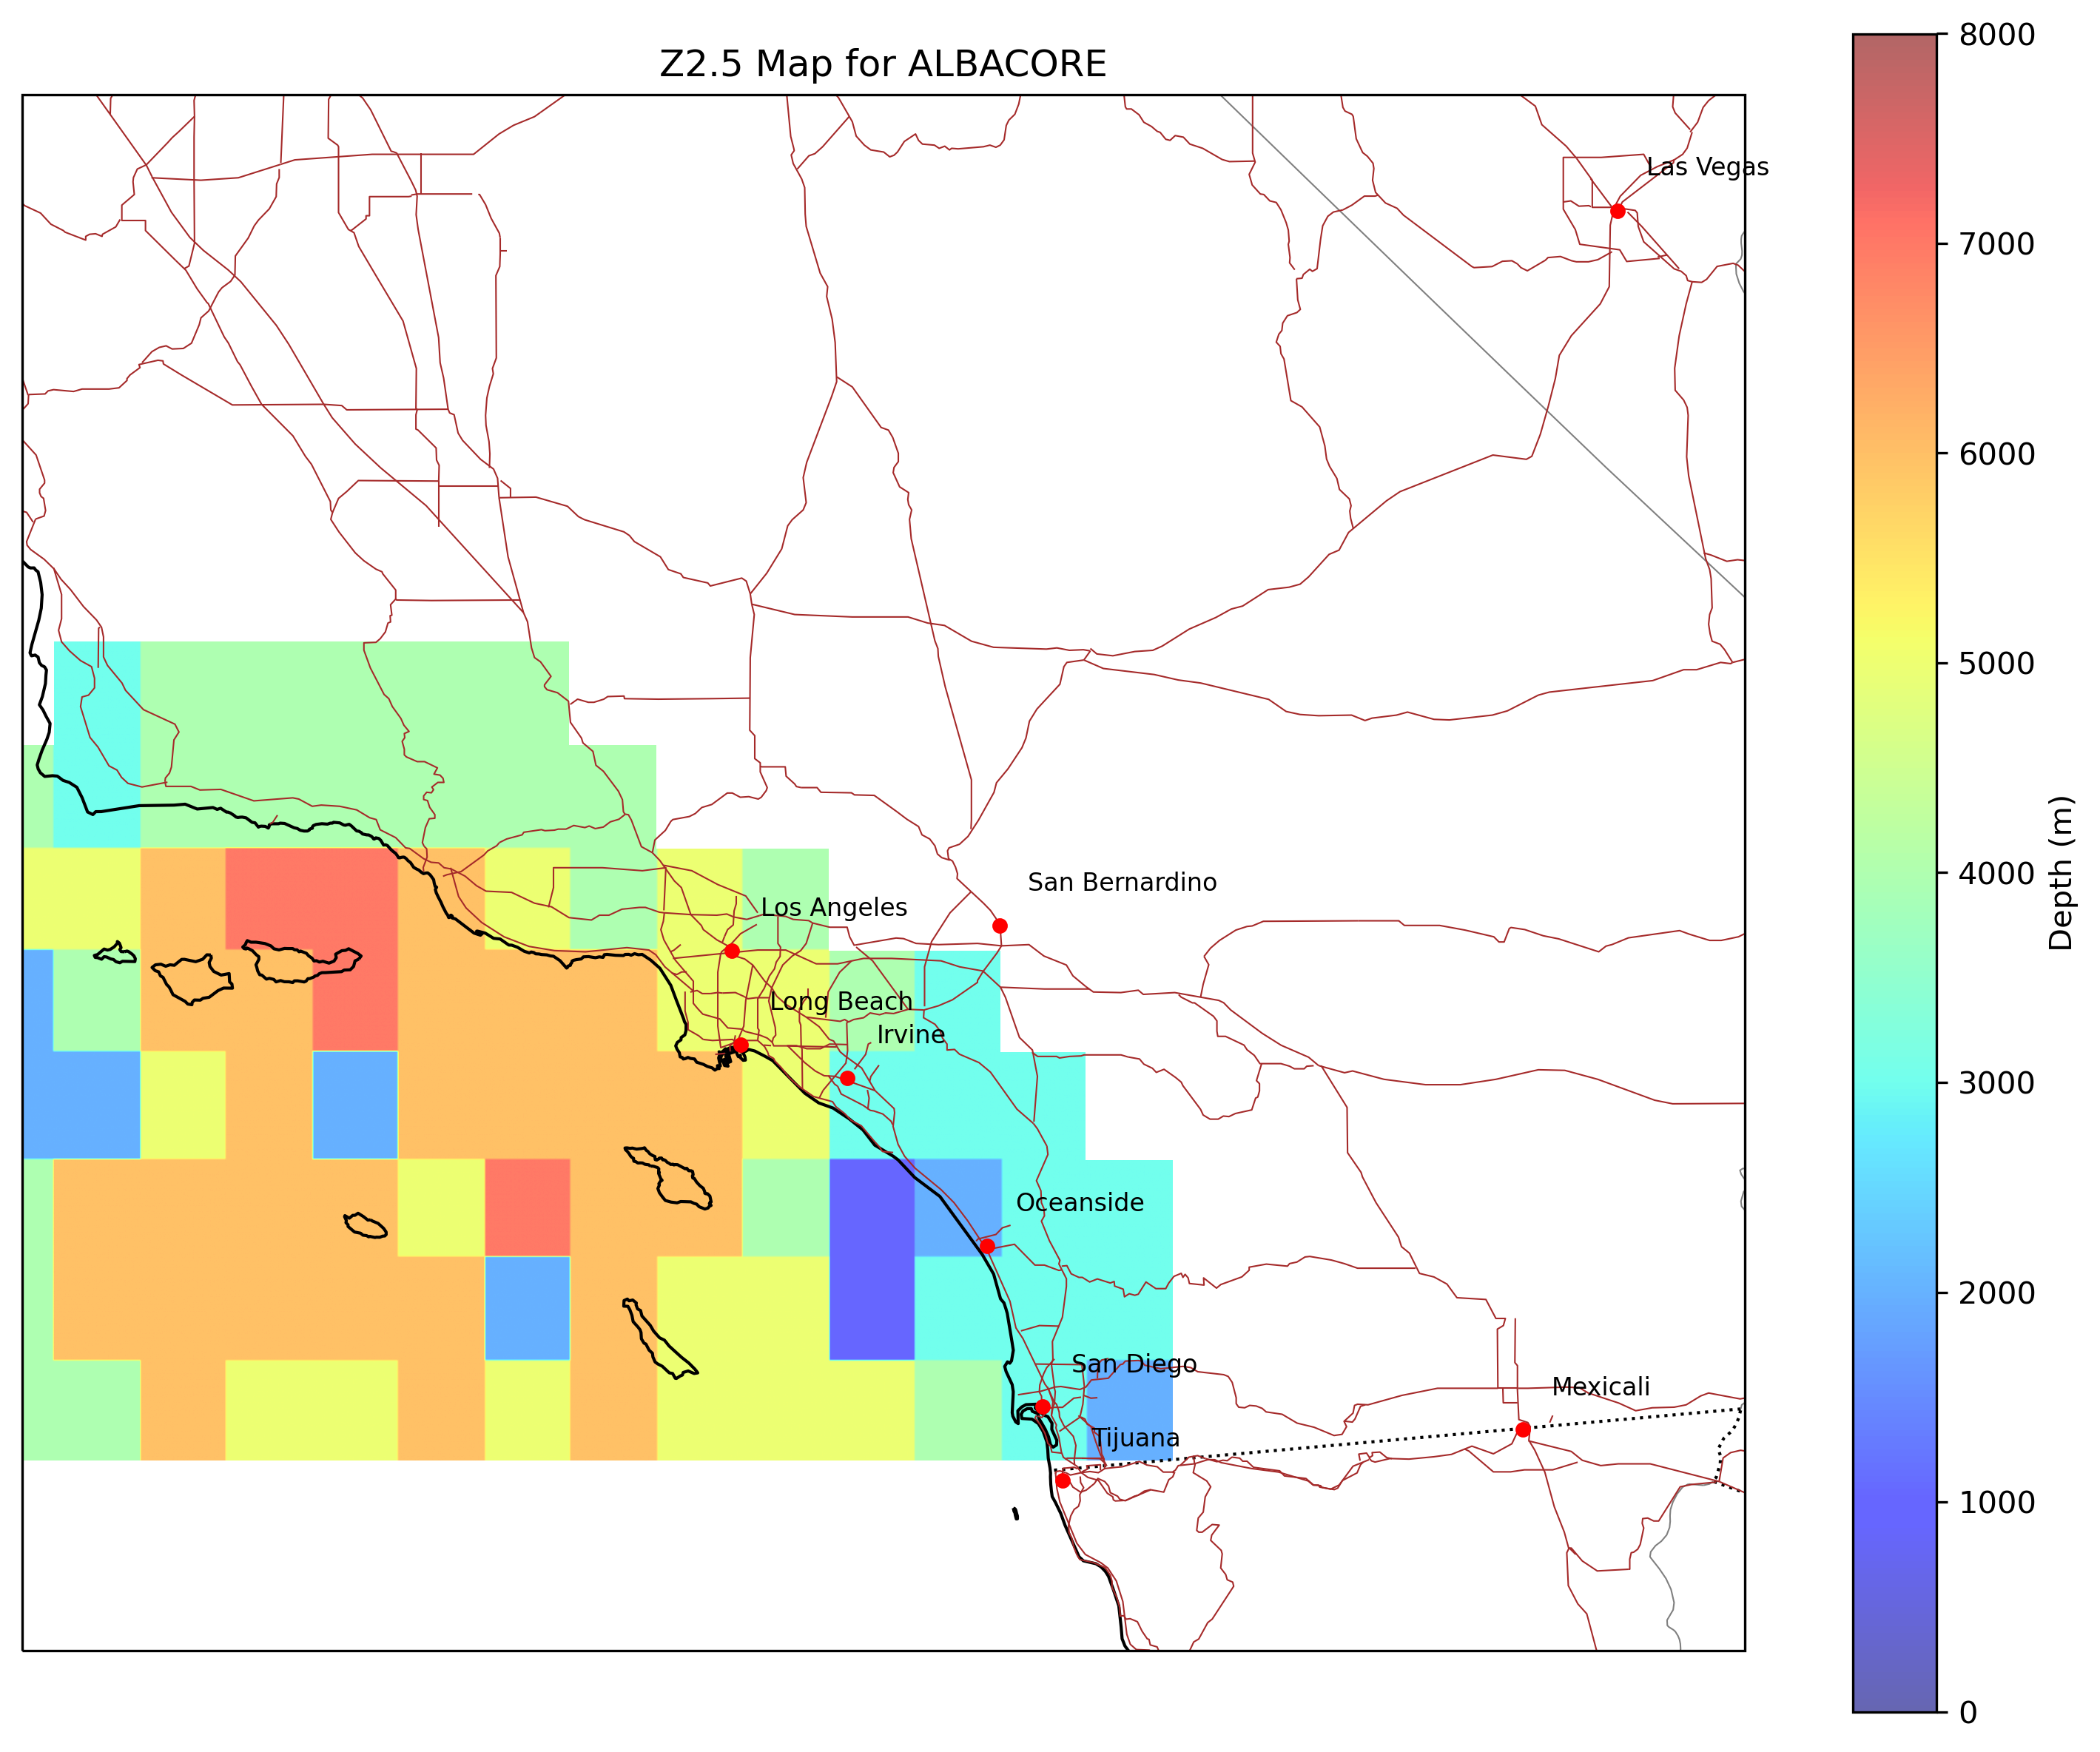 Z2.5 Map for ALBACORE
Las Vegas
San Bernardino
Los Angeles
Long Beach
Irvine
Oceanside
San Diego
Mexicali
Tijuana
8000
7000
6000
5000
4000
3000
2000
1000
0
Depth (m)